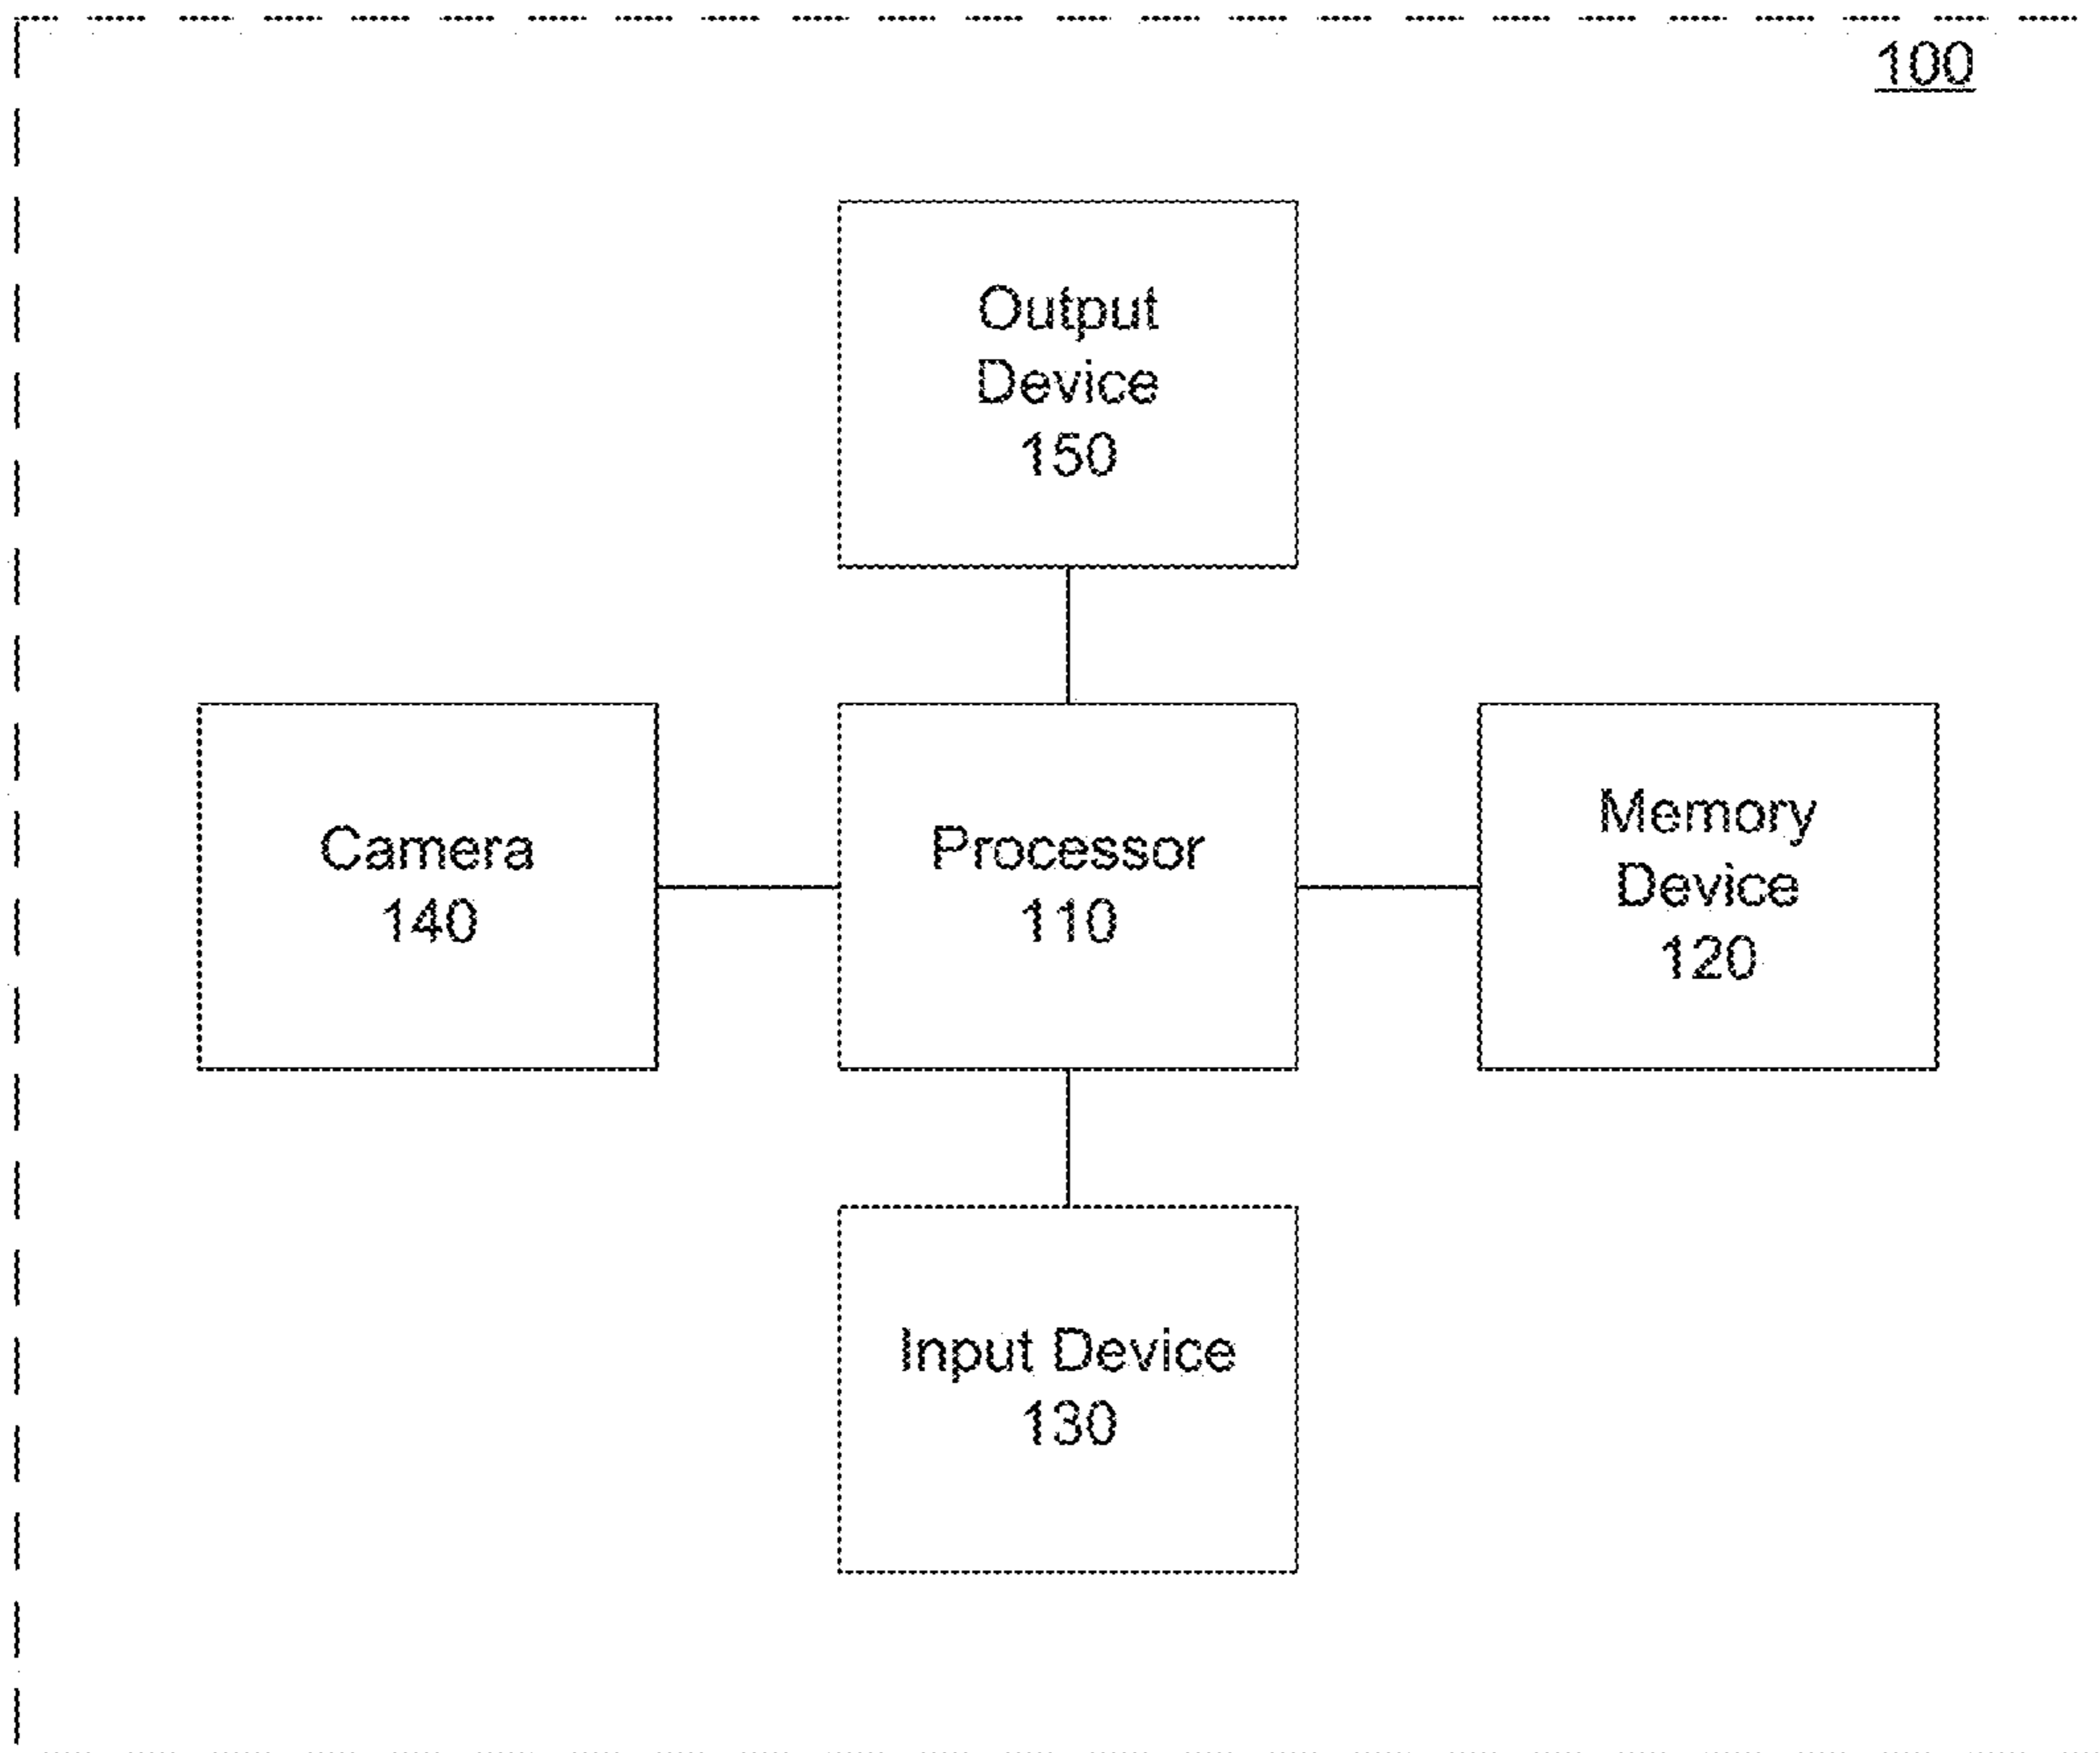 100
Output
Device
150
Camera
140
Processor
110
Memory
Device
120
Input Device
130